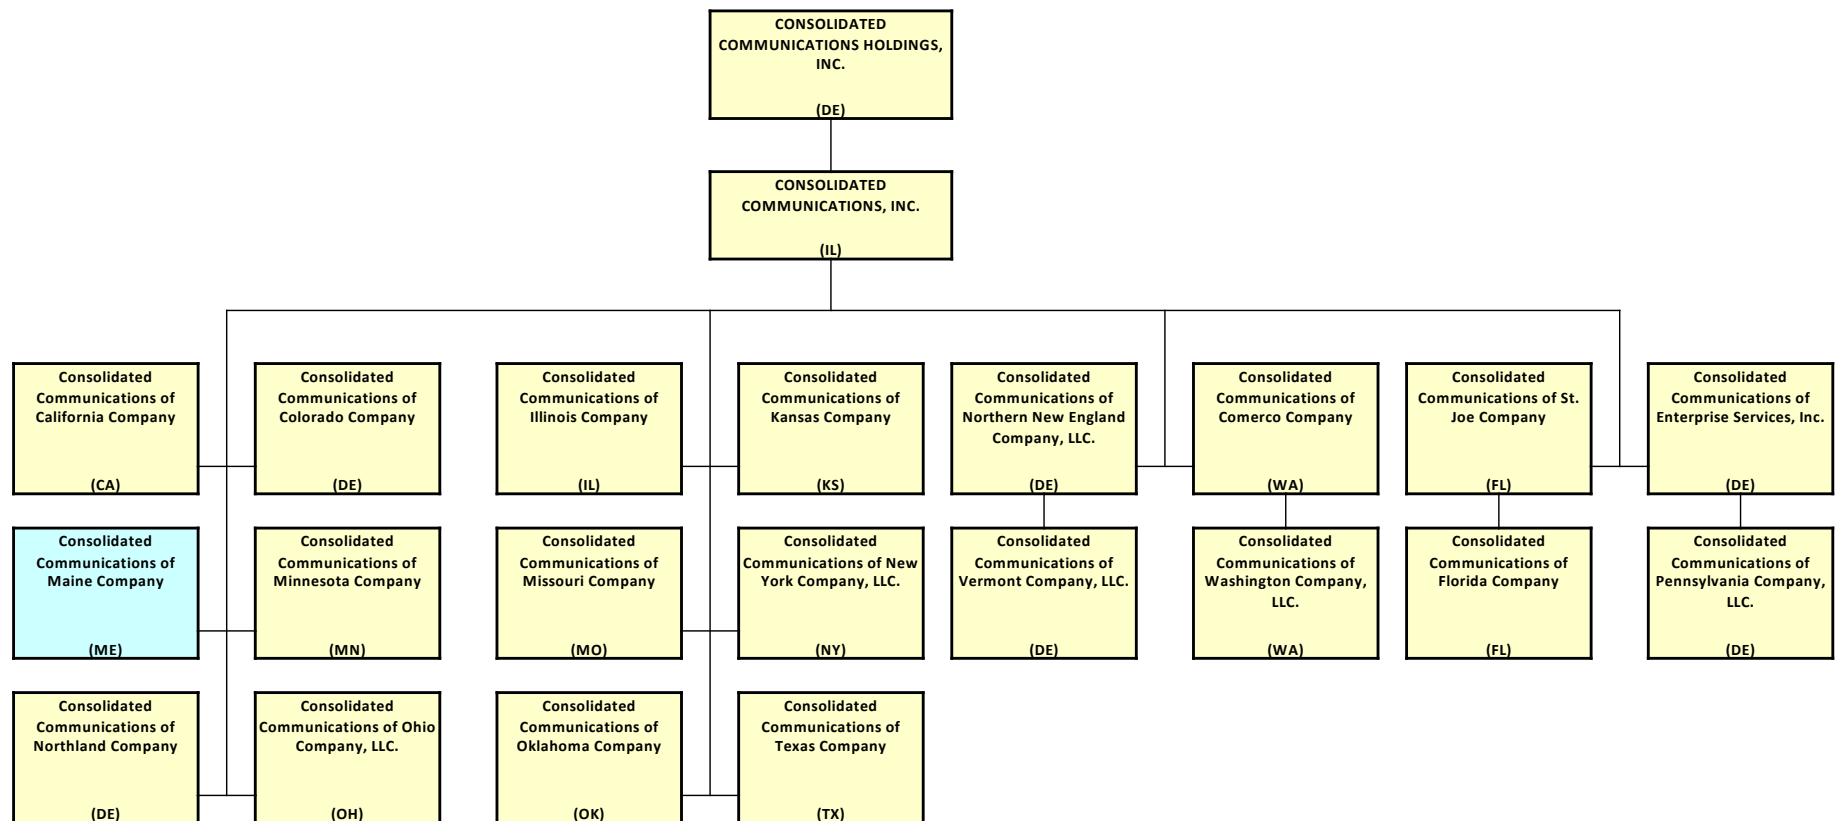 CONSOLIDATED
COMMUNICATIONS HOLDINGS,
INC.
(DE)
CONSOLIDATED
COMMUNICATIONS, INC.
(IL)
Consolidated
Communications of
California Company
(CA)
Consolidated
Communications of
Colorado Company
(DE)
Consolidated
Communications of
Illinois Company
(IL)
Consolidated
Communications of
Kansas Company
(KS)
Consolidated
Communications of
Northern New England
Company, LLC.
(DE)
Consolidated
Communications of
Comerco Company
(WA)
Consolidated
Communications of St.
Joe Company
(FL)
Consolidated
Communications of
Enterprise Services, Inc.
(DE)
Consolidated
Communications of
Maine Company
(ME)
Consolidated
Communications of
Minnesota Company
(MN)
Consolidated
Communications of
Missouri Company
(MO)
Consolidated
Communications of New
York Company, LLC.
(NY)
Consolidated
Communications of
Vermont Company, LLC.
(DE)
Consolidated
Communications of
Washington Company,
LLC.
(WA)
Consolidated
Communications of
Florida Company
(FL)
Consolidated
Communications of
Pennsylvania Company,
LLC.
(DE)
Consolidated
Communications of
Northland Company
(DE)
Consolidated
Communications of Ohio
Company, LLC.
(OH)
Consolidated
Communications of
Oklahoma Company
(OK)
Consolidated
Communications of
Texas Company
(TX)